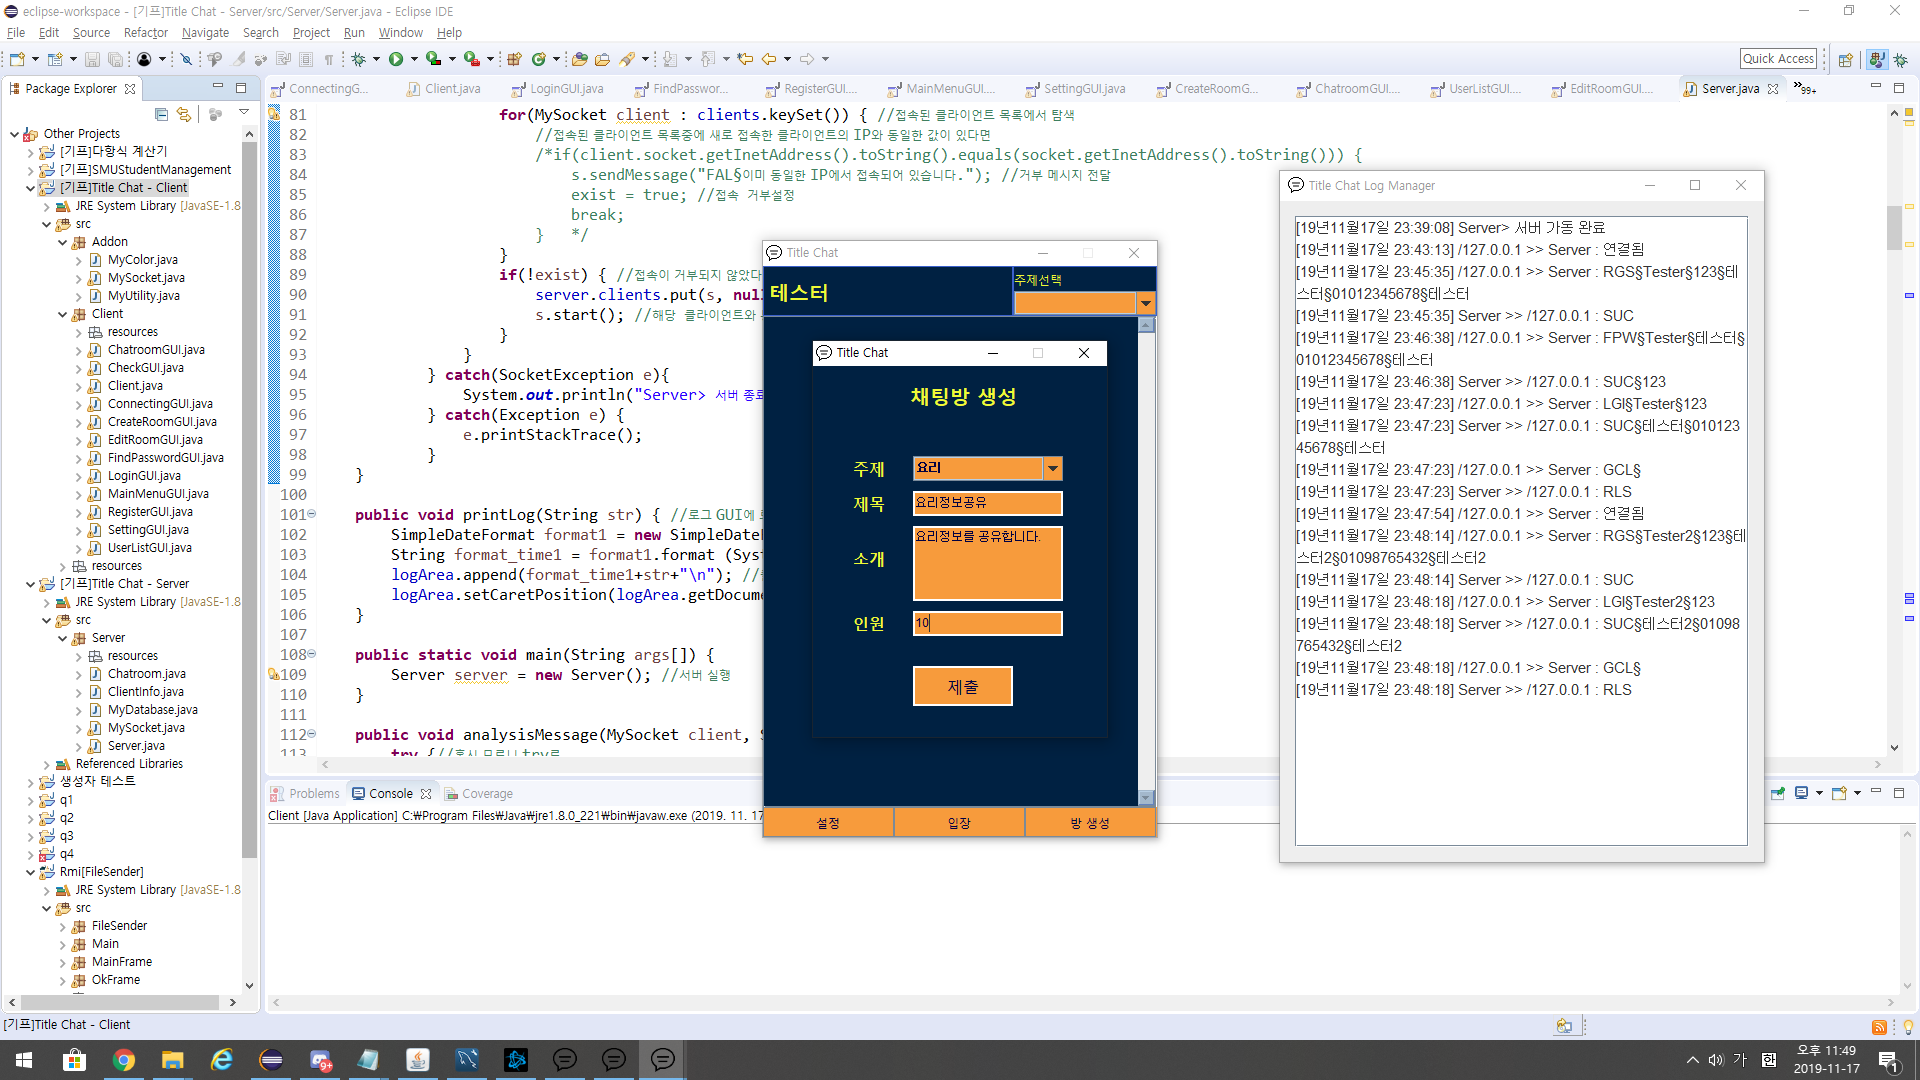 eclipse-workspace - [기프]Title Chat - Server/src/Server/Server.java - Eclipse IDE
File Edit Source Refactor Navigate Search Project Run Window Help
Quick Access
Package Explorer
Other Projects
[기프]다항식 계산기
[기프]SMUStudentManagement
[기프]Title Chat - Client
JRE System Library [JavaSE-1.8
src
Addon
MyColor.java
MySocket.java
MyUtility.java
Client
resources
ChatroomGUI.java
CheckGUI.java
Client.java
ConnectingGUI.java
CreateRoomGUI.java
EditRoomGUI.java
FindPasswordGUI.java
LoginGUI.java
MainMenuGUI.java
RegisterGUI.java
SettingGUI.java
UserListGUI.java
resources
[기프]Title Chat - Server
JRE System Library [JavaSE-1.8
src
Server
resources
Chatroom.java
ClientInfo.java
MyDatabase.java
MySocket.java
Server.java
Referenced Libraries
생성자 테스트
q1
q2
q3
q4
Rmi[FileSender]
JRE System Library [JavaSE-1.8
src
FileSender
Main
MainFrame
OkFrame
ConnectingG... Client.java LoginGUI.java FindPasswor... RegisterGUI.... MainMenuGUI.... SettingGUI.java CreateRoomG... ChatroomGUI.... UserListGUI.... EditRoomGUI.... Server.java »99+
81 for(MySocket client : clients.keySet()) { //접속된 클라이언트 목록에서 탐색
82 //접속된 클라이언트 목록중에 새로 접속한 클라이언트의 IP와 동일한 값이 있다면
83 /*if(client.socket.getInetAddress().toString().equals(socket.getInetAddress().toString())) {
84 s.sendMessage("FAL§이미 동일한 IP에서 접속되어 있습니다."); //거부 메시지 전달
85 exist = true; //접속 거부설정
86 break;
87 } */
88 }
89 if(!exist) { //접속이 거부되지 않았다
90 server.clients.put(s, nul
91 s.start(); //해당 클라이언트와
92 }
93 }
94 } catch(SocketException e){
95 System.out.println("Server> 서버 종료
96 } catch(Exception e) {
97 e.printStackTrace();
98 }
99 }
100
101 public void printLog(String str) { //로그 GUI에
102 SimpleDateFormat format1 = new SimpleDateF
103 String format_time1 = format1.format (Syst
104 logArea.append(format_time1+str+"\n"); //
105 logArea.setCaretPosition(logArea.getDocume
106 }
107
108 public static void main(String args[]) {
109 Server server = new Server(); //서버 실행
110 }
111
112 public void analysisMessage(MySocket client, S
113 try {//혹시 모르니 try로
Title Chat
테스터
주제선택
Title Chat
채팅방 생성
주제 요리
제목 요리정보공유
소개 요리정보를 공유합니다.
인원 10
제출
설정 입장 방 생성
Title Chat Log Manager
[19년11월17일 23:39:08] Server> 서버 가동 완료
[19년11월17일 23:43:13] /127.0.0.1 >> Server : 연결됨
[19년11월17일 23:45:35] /127.0.0.1 >> Server : RGS§Tester§123§테
스터§01012345678§테스터
[19년11월17일 23:45:35] Server >> /127.0.0.1 : SUC
[19년11월17일 23:46:38] /127.0.0.1 >> Server : FPW§Tester§테스터§
01012345678§테스터
[19년11월17일 23:46:38] Server >> /127.0.0.1 : SUC§123
[19년11월17일 23:47:23] /127.0.0.1 >> Server : LGI§Tester§123
[19년11월17일 23:47:23] Server >> /127.0.0.1 : SUC§테스터§010123
45678§테스터
[19년11월17일 23:47:23] /127.0.0.1 >> Server : GCL§
[19년11월17일 23:47:23] Server >> /127.0.0.1 : RLS
[19년11월17일 23:47:54] /127.0.0.1 >> Server : 연결됨
[19년11월17일 23:48:14] /127.0.0.1 >> Server : RGS§Tester2§123§테
스터2§01098765432§테스터2
[19년11월17일 23:48:14] Server >> /127.0.0.1 : SUC
[19년11월17일 23:48:18] /127.0.0.1 >> Server : LGI§Tester2§123
[19년11월17일 23:48:18] Server >> /127.0.0.1 : SUC§테스터2§01098
765432§테스터2
[19년11월17일 23:48:18] /127.0.0.1 >> Server : GCL§
[19년11월17일 23:48:18] Server >> /127.0.0.1 : RLS
Problems Console Coverage
Client [Java Application] C:₩Program Files₩Java₩jre1.8.0_221₩bin₩javaw.exe (2019. 11. 17
[기프]Title Chat - Client
9+
가 한
오후 11:49
2019-11-17
1